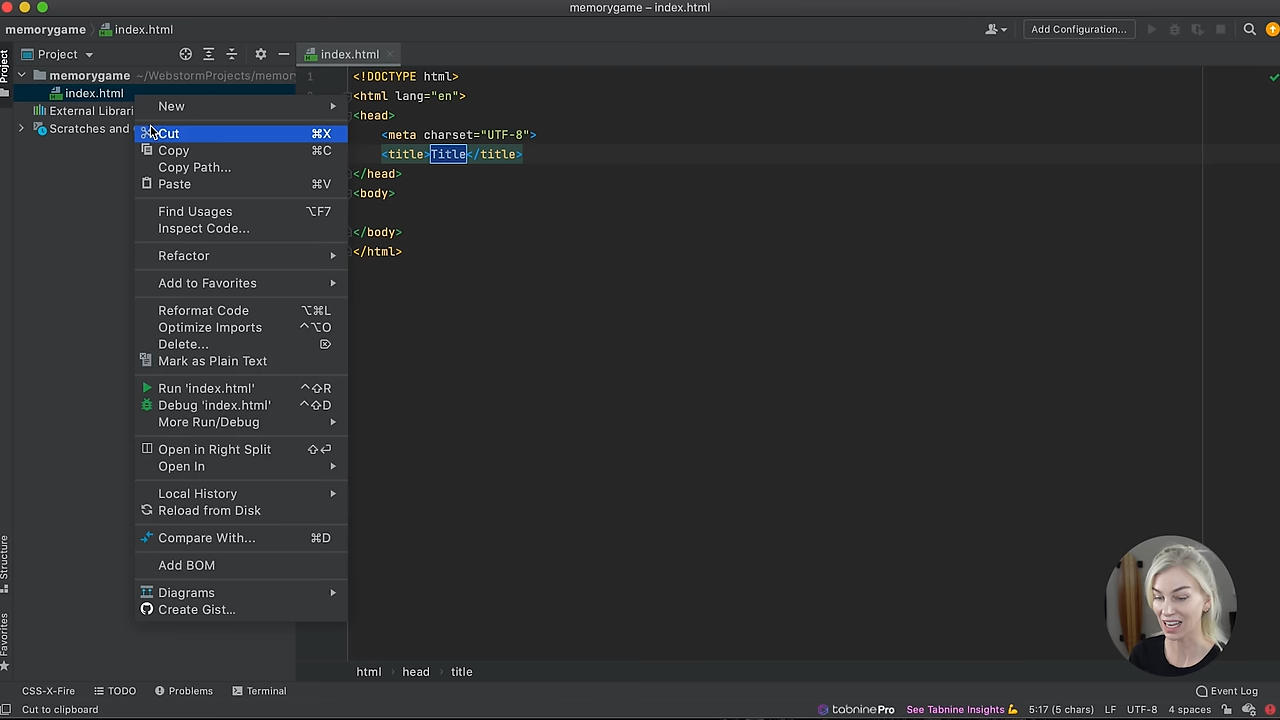 memorygame – index.html
memorygame index.html
Add Configuration...
Project
Project
index.html
memorygame ~/WebstormProjects/memor
index.html
External Librari
Scratches and
New
Cut ⌘X
Copy ⌘C
Copy Path...
Paste ⌘V
Find Usages ⌥F7
Inspect Code...
Refactor
Add to Favorites
Reformat Code ⌥⌘L
Optimize Imports ^⌥O
Delete... ⌦
Mark as Plain Text
Run 'index.html' ^⇧R
Debug 'index.html' ^⇧D
More Run/Debug
Open in Right Split ⇧⏎
Open In
Local History
Reload from Disk
Compare With... ⌘D
Add BOM
Diagrams
Create Gist...
1
<!DOCTYPE html>
<html lang="en">
<head>
<meta charset="UTF-8">
<title>Title</title>
</head>
<body>
</body>
</html>
Structure
Favorites
html head title
CSS-X-Fire TODO Problems Terminal
Event Log
Cut to clipboard
tabninePro See Tabnine Insights 💪 5:17 (5 chars) LF UTF-8 4 spaces